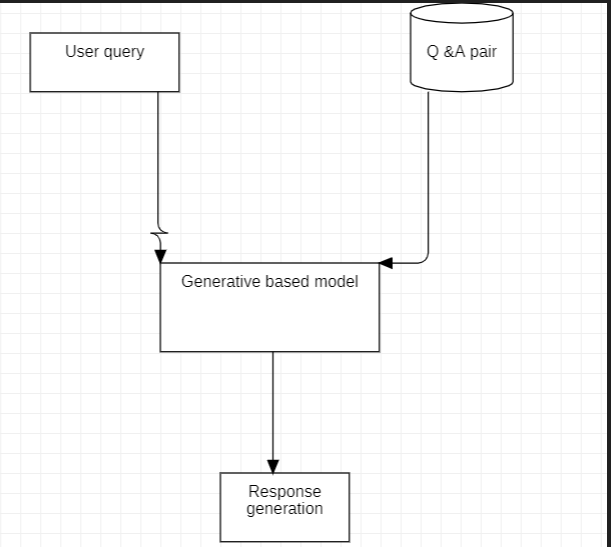 User query
Q &A pair
Generative based model
Response
generation